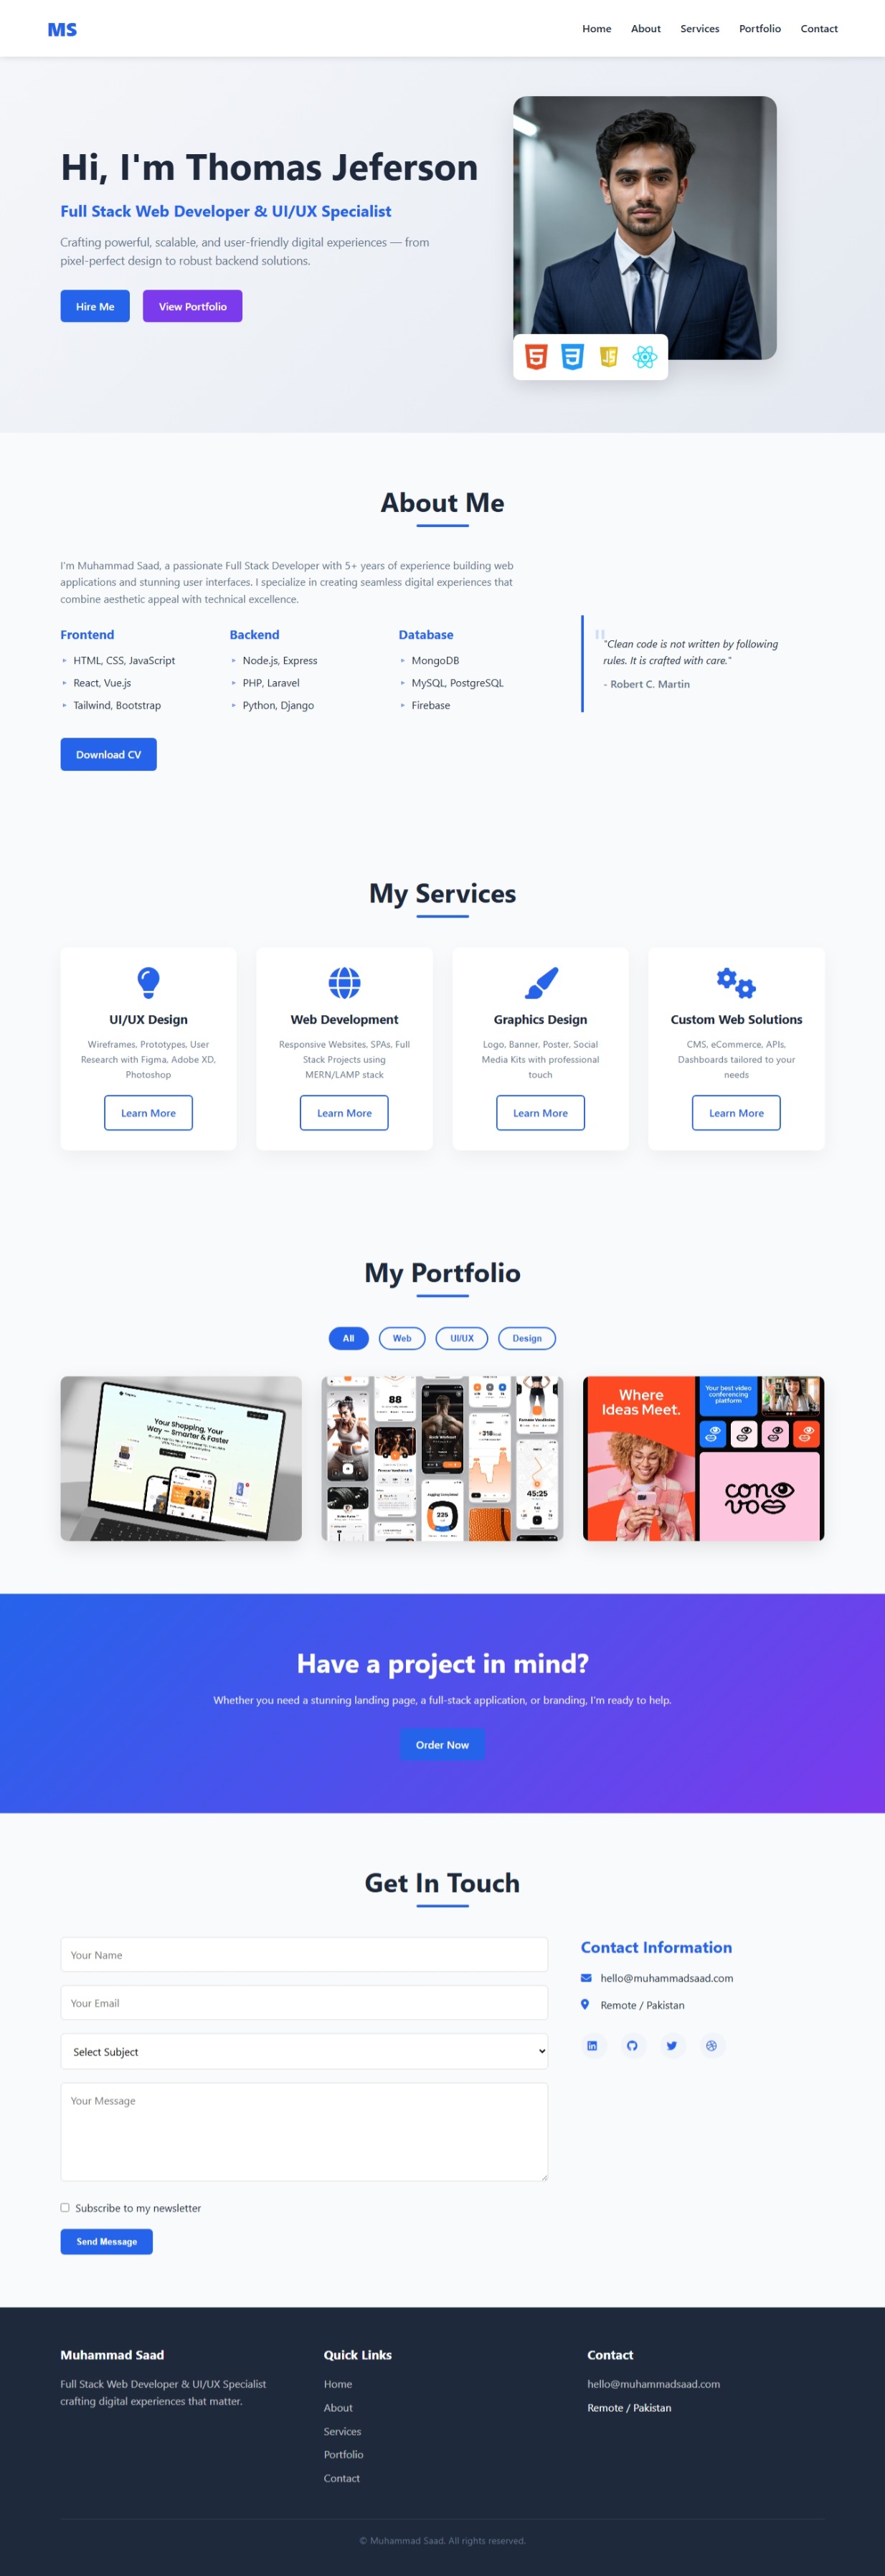 MS
Home About Services Portfolio Contact
Hi, I'm Thomas Jeferson
Full Stack Web Developer & UI/UX Specialist
Crafting powerful, scalable, and user-friendly digital experiences — from
pixel-perfect design to robust backend solutions.
Hire Me View Portfolio
5 3 JS
About Me
I'm Muhammad Saad, a passionate Full Stack Developer with 5+ years of experience building web
applications and stunning user interfaces. I specialize in creating seamless digital experiences that
combine aesthetic appeal with technical excellence.
Frontend
HTML, CSS, JavaScript
React, Vue.js
Tailwind, Bootstrap
Backend
Node.js, Express
PHP, Laravel
Python, Django
Database
MongoDB
MySQL, PostgreSQL
Firebase
"
"Clean code is not written by following
rules. It is crafted with care."
- Robert C. Martin
Download CV
My Services
UI/UX Design
Wireframes, Prototypes, User
Research with Figma, Adobe XD,
Photoshop
Learn More
Web Development
Responsive Websites, SPAs, Full
Stack Projects using
MERN/LAMP stack
Learn More
Graphics Design
Logo, Banner, Poster, Social
Media Kits with professional
touch
Learn More
Custom Web Solutions
CMS, eCommerce, APIs,
Dashboards tailored to your
needs
Learn More
My Portfolio
All Web UI/UX Design
Your Shopping, Your
Way — Smarter & Faster
88
318
225
45:25
Where
Ideas Meet.
Your best video
conferencing
platform
con
vo
Have a project in mind?
Whether you need a stunning landing page, a full-stack application, or branding, I'm ready to help.
Order Now
Get In Touch
Your Name
Your Email
Select Subject
Your Message
Subscribe to my newsletter
Send Message
Contact Information
hello@muhammadsaad.com
Remote / Pakistan
Muhammad Saad
Full Stack Web Developer & UI/UX Specialist
crafting digital experiences that matter.
Quick Links
Home
About
Services
Portfolio
Contact
Contact
hello@muhammadsaad.com
Remote / Pakistan
© Muhammad Saad. All rights reserved.